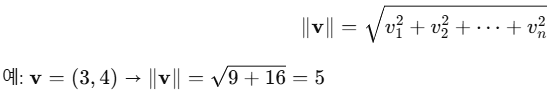 ‖v‖ = √(v₁² + v₂² + ⋯ + vₙ²)
예: v = (3, 4) → ‖v‖ = √(9 + 16) = 5